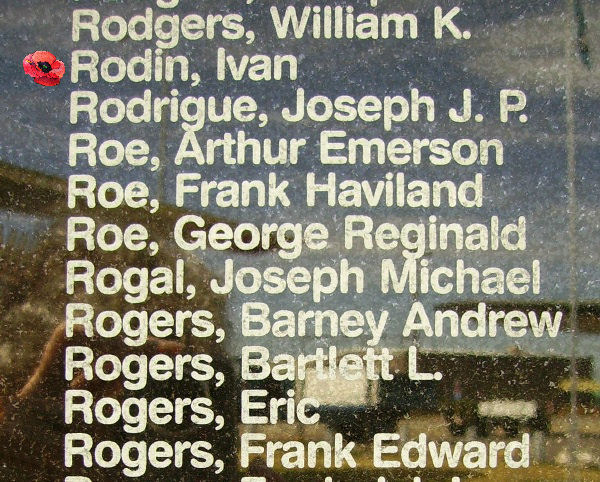 Rodgers, William K.
Rodin, Ivan
Rodrigue, Joseph J. P.
Roe, Arthur Emerson
Roe, Frank Haviland
Roe, George Reginald
Rogal, Joseph Michael
Rogers, Barney Andrew
Rogers, Bartlett L.
Rogers, Eric
Rogers, Frank Edward